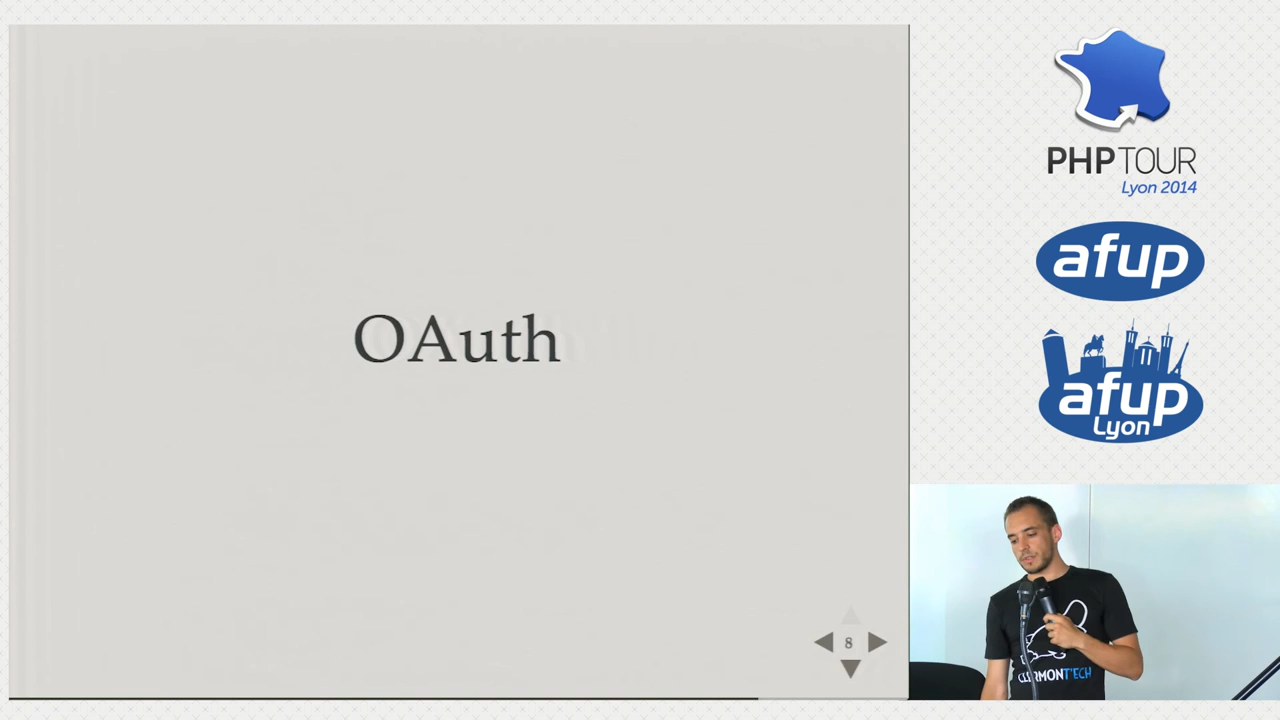 OAuth
8
PHPTOUR
Lyon 2014
afup
afup
Lyon
CLERMONT'ECH